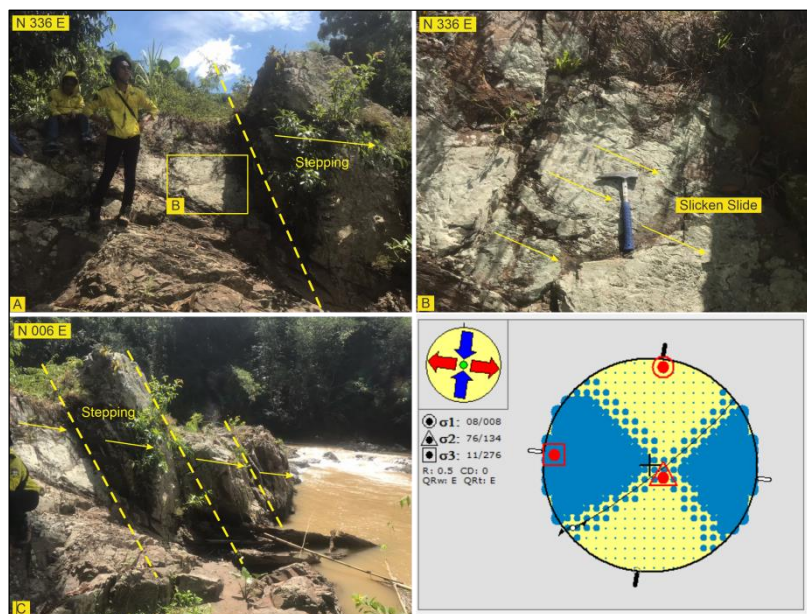 N 336 E
Stepping
B
A
N 336 E
Slicken Slide
B
N 006 E
Stepping
C
σ1: 08/008
σ2: 76/134
σ3: 11/276
R: 0.5 CD: 0
QRw: E QRt: E